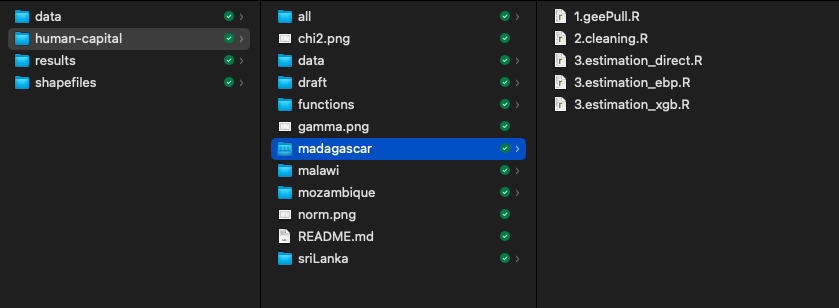 data
human-capital
results
shapefiles
all
chi2.png
data
draft
functions
gamma.png
madagascar
malawi
mozambique
norm.png
README.md
sriLanka
1.geePull.R
2.cleaning.R
3.estimation_direct.R
3.estimation_ebp.R
3.estimation_xgb.R